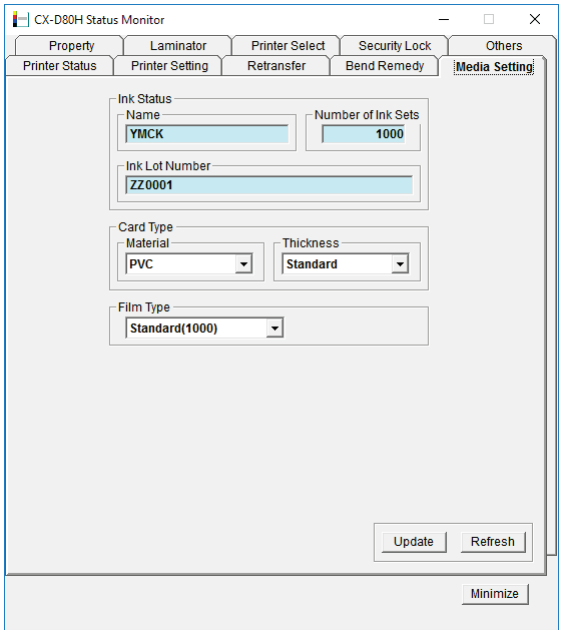 CX-D80H Status Monitor
Property Laminator Printer Select Security Lock Others
Printer Status Printer Setting Retransfer Bend Remedy Media Setting
Ink Status
Name Number of Ink Sets
YMCK 1000
Ink Lot Number
ZZ0001
Card Type
Material Thickness
PVC Standard
Film Type
Standard(1000)
Update Refresh
Minimize